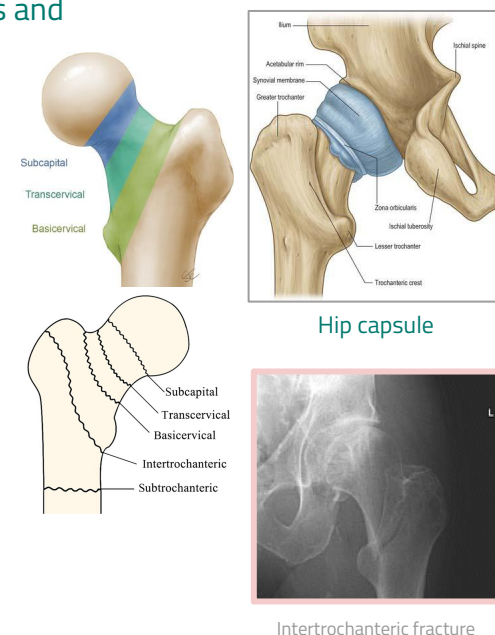 s and
Subcapital
Transcervical
Basicervical
Ilium
Ischial spine
Acetabular rim
Synovial membrane
Greater trochanter
Zona orbicularis
Ischial tuberosity
Lesser trochanter
Trochanteric crest
Hip capsule
Subcapital
Transcervical
Basicervical
Intertrochanteric
Subtrochanteric
L
Intertrochanteric fracture